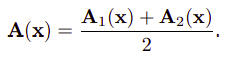 A(x) = (A₁(x) + A₂(x)) / 2.